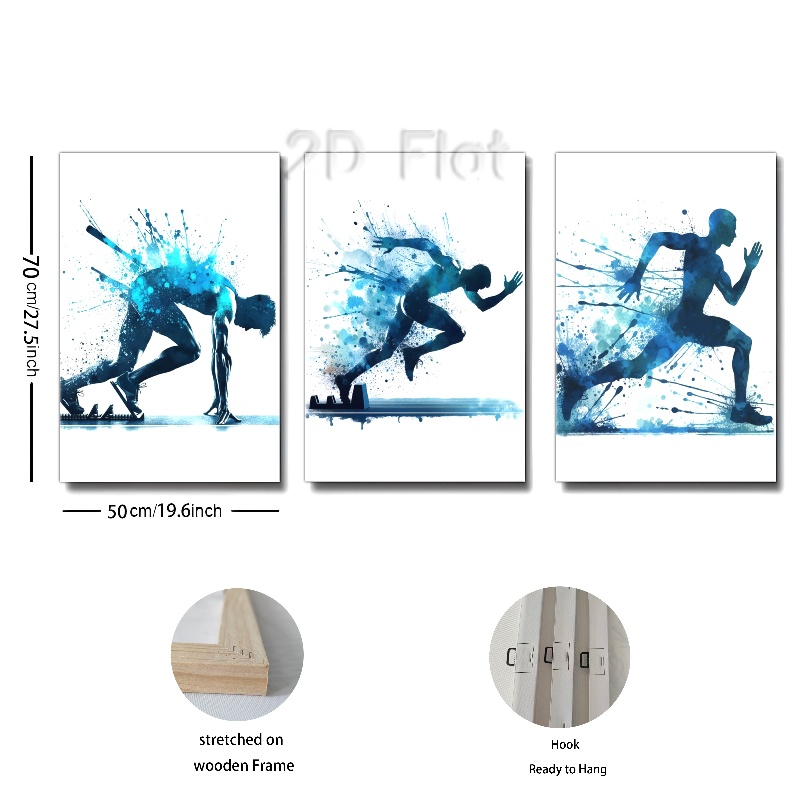 2D Flat
70 cm/27.5inch
50cm/19.6inch
stretched on
wooden Frame
Hook
Ready to Hang